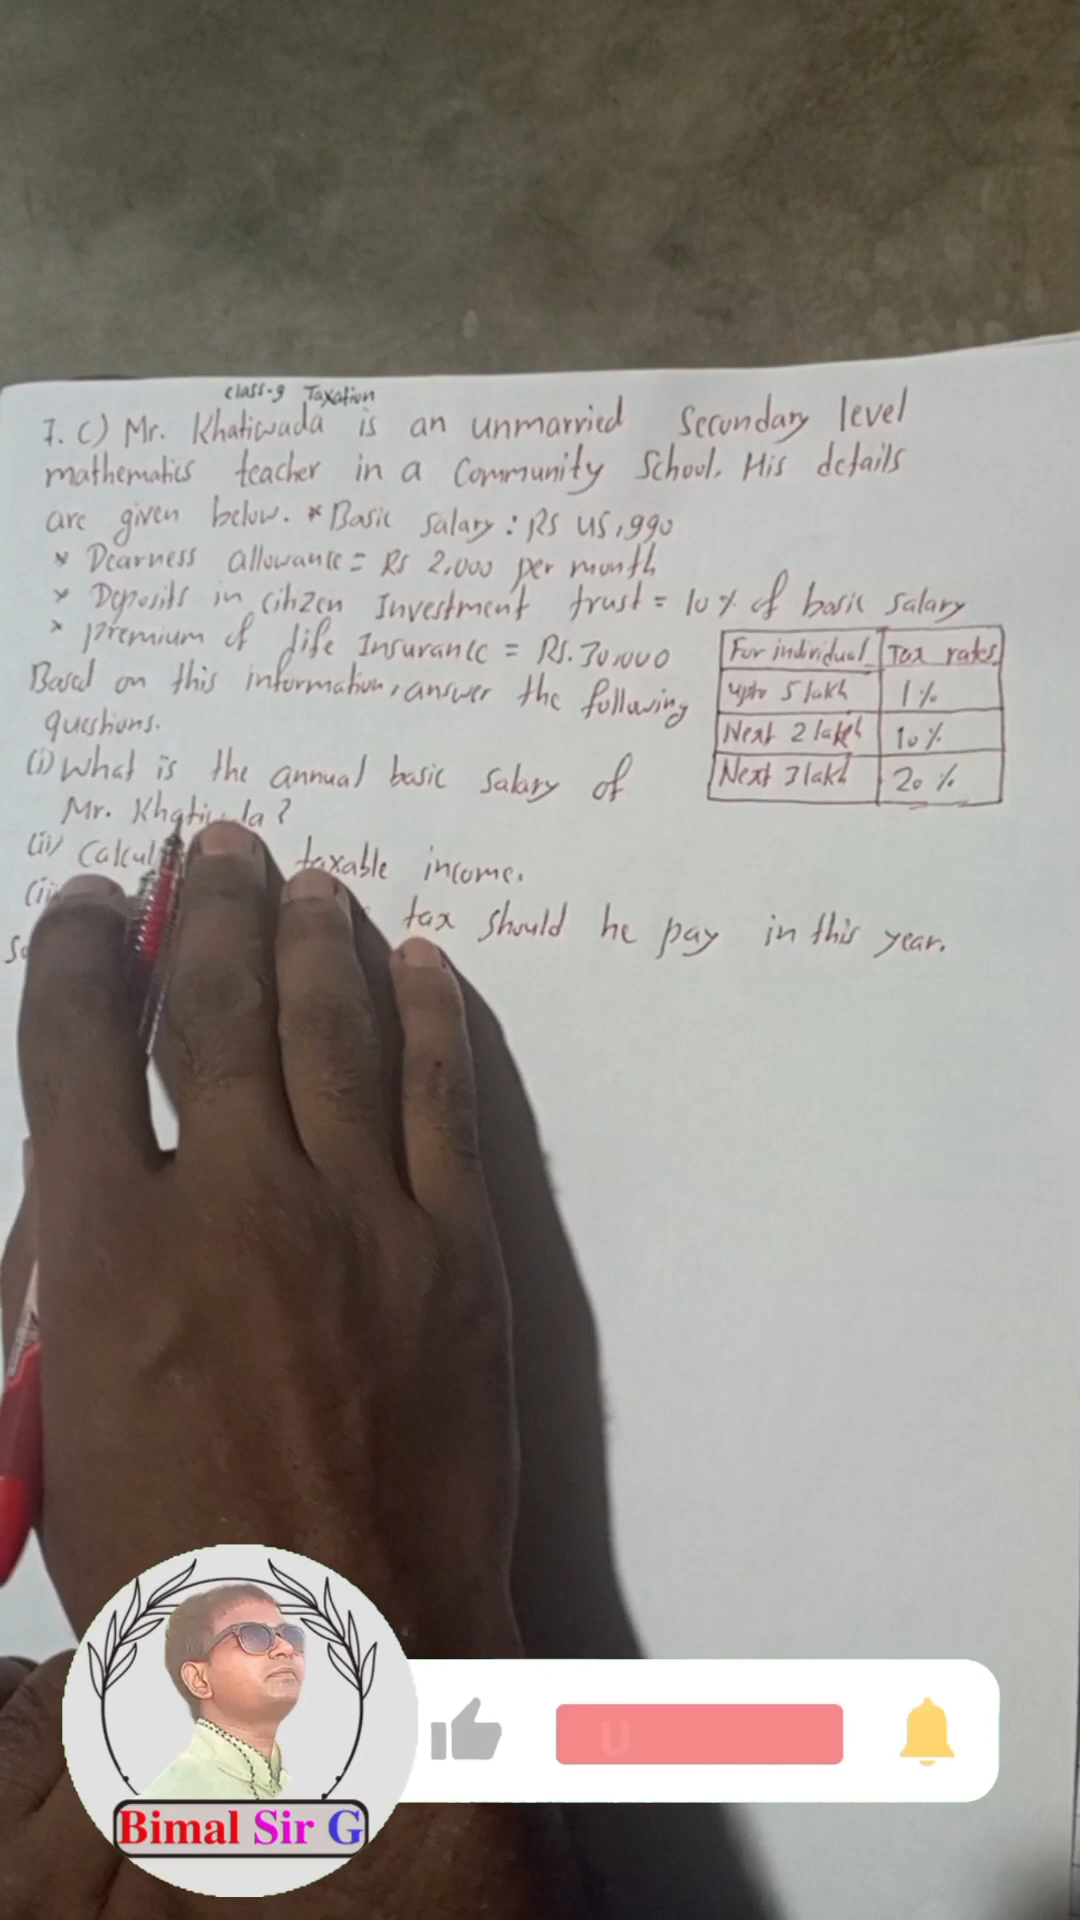 class-9 Taxation
7. c) Mr. Khatiwada is an unmarried Secondary level
mathematics teacher in a Community School. His details
are given below. * Basic salary : Rs 45,990
* Dearness allowance = Rs 2,000 per month
* Deposits in Citizen Investment trust = 10% of basic salary
* premium of life Insurance = Rs. 30,000
Based on this information, answer the following
questions.
For individual Tax rates
upto 5 lakh 1%
Next 2 lakh 10%
Next 3 lakh 20%
(i) What is the annual basic salary of
Mr. Khatiwada?
(ii) Calcul taxable income.
tax should he pay in this year.
Bimal Sir G